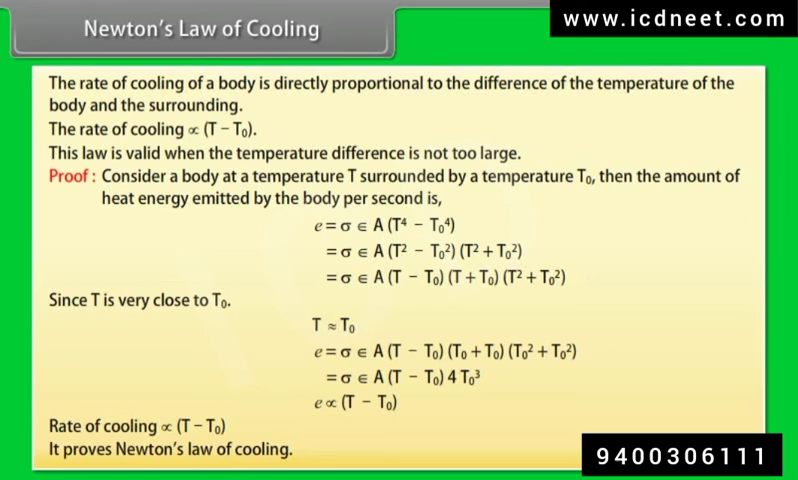 Newton's Law of Cooling
www.icdneet.com
The rate of cooling of a body is directly proportional to the difference of the temperature of the
body and the surrounding.
The rate of cooling ∝ (T – T₀).
This law is valid when the temperature difference is not too large.
Proof : Consider a body at a temperature T surrounded by a temperature T₀, then the amount of
heat energy emitted by the body per second is,
e = σ ∈ A (T⁴ – T₀⁴)
= σ ∈ A (T² – T₀²) (T² + T₀²)
= σ ∈ A (T – T₀) (T + T₀) (T² + T₀²)
Since T is very close to T₀.
T ≈ T₀
e = σ ∈ A (T – T₀) (T₀ + T₀) (T₀² + T₀²)
= σ ∈ A (T – T₀) 4 T₀³
e ∝ (T – T₀)
Rate of cooling ∝ (T – T₀)
It proves Newton's law of cooling.
9400306111